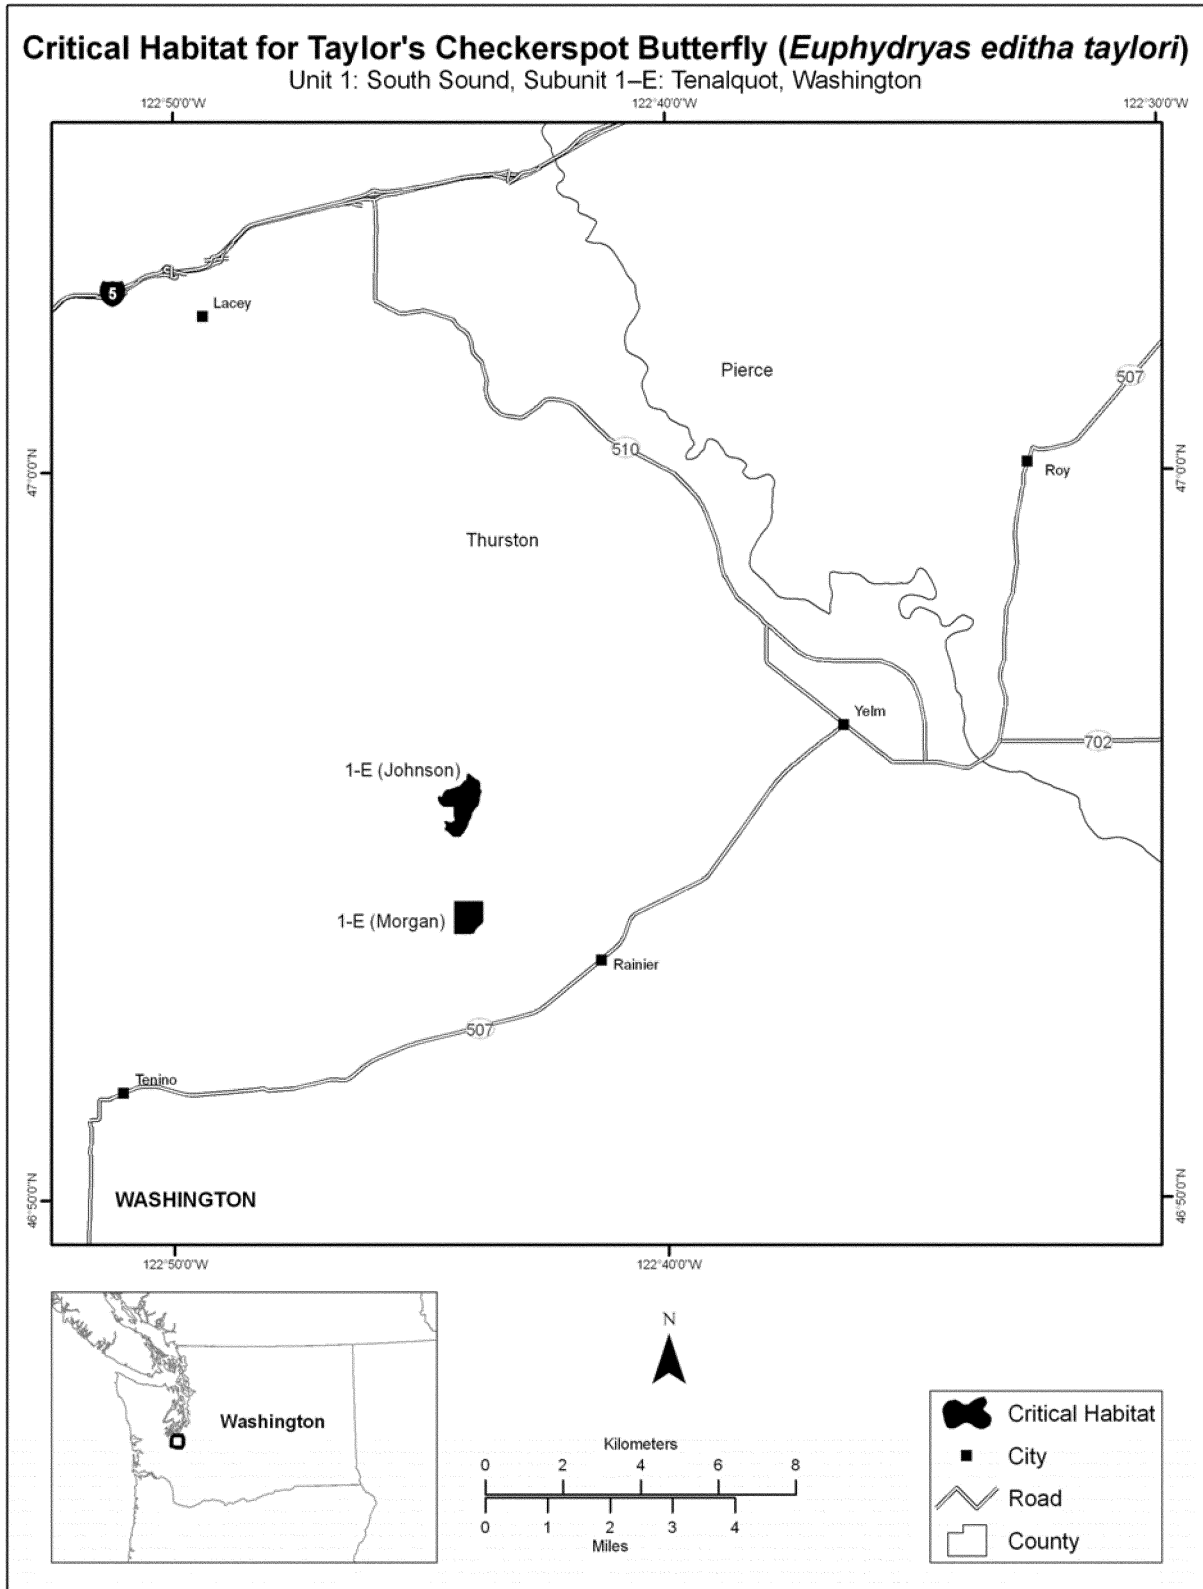 Critical Habitat for Taylor's Checkerspot Butterfly (Euphydryas editha taylori)
Unit 1: South Sound, Subunit 1–E: Tenalquot, Washington
122°50'0"W 122°40'0"W 122°30'0"W
5
Lacey
Pierce
507
510
47°0'0"N
47°0'0"N
Roy
Thurston
Yelm
702
1-E (Johnson)
1-E (Morgan)
Rainier
507
Tenino
46°50'0"N
WASHINGTON
46°50'0"N
122°50'0"W 122°40'0"W
Washington
N
Kilometers
0 2 4 6 8
0 1 2 3 4
Miles
Critical Habitat
City
Road
County